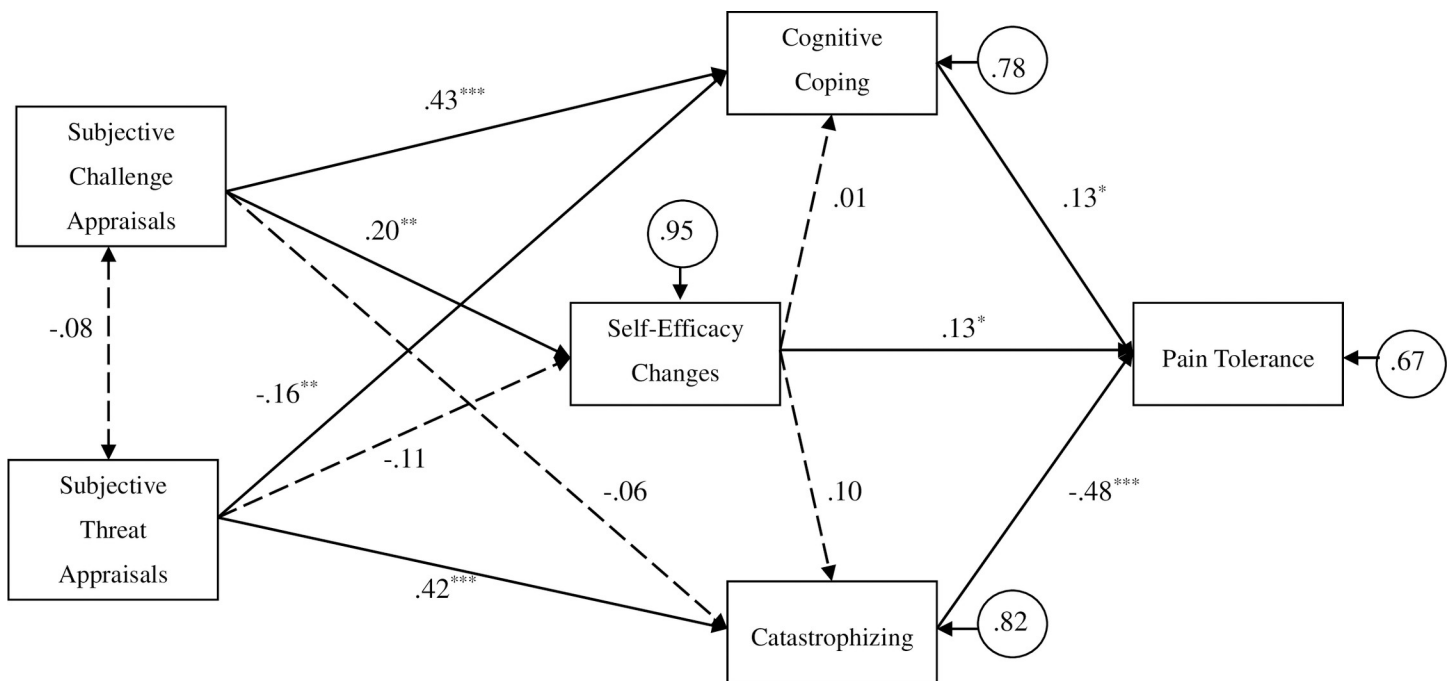 Cognitive
Coping
.78
.43***
Subjective
Challenge
Appraisals
.01
.13*
.20**
.95
-.08
Self-Efficacy
Changes
.13*
Pain Tolerance
.67
-.16**
-.11
Subjective
Threat
Appraisals
-.06
.10
-.48***
.42***
Catastrophizing
.82